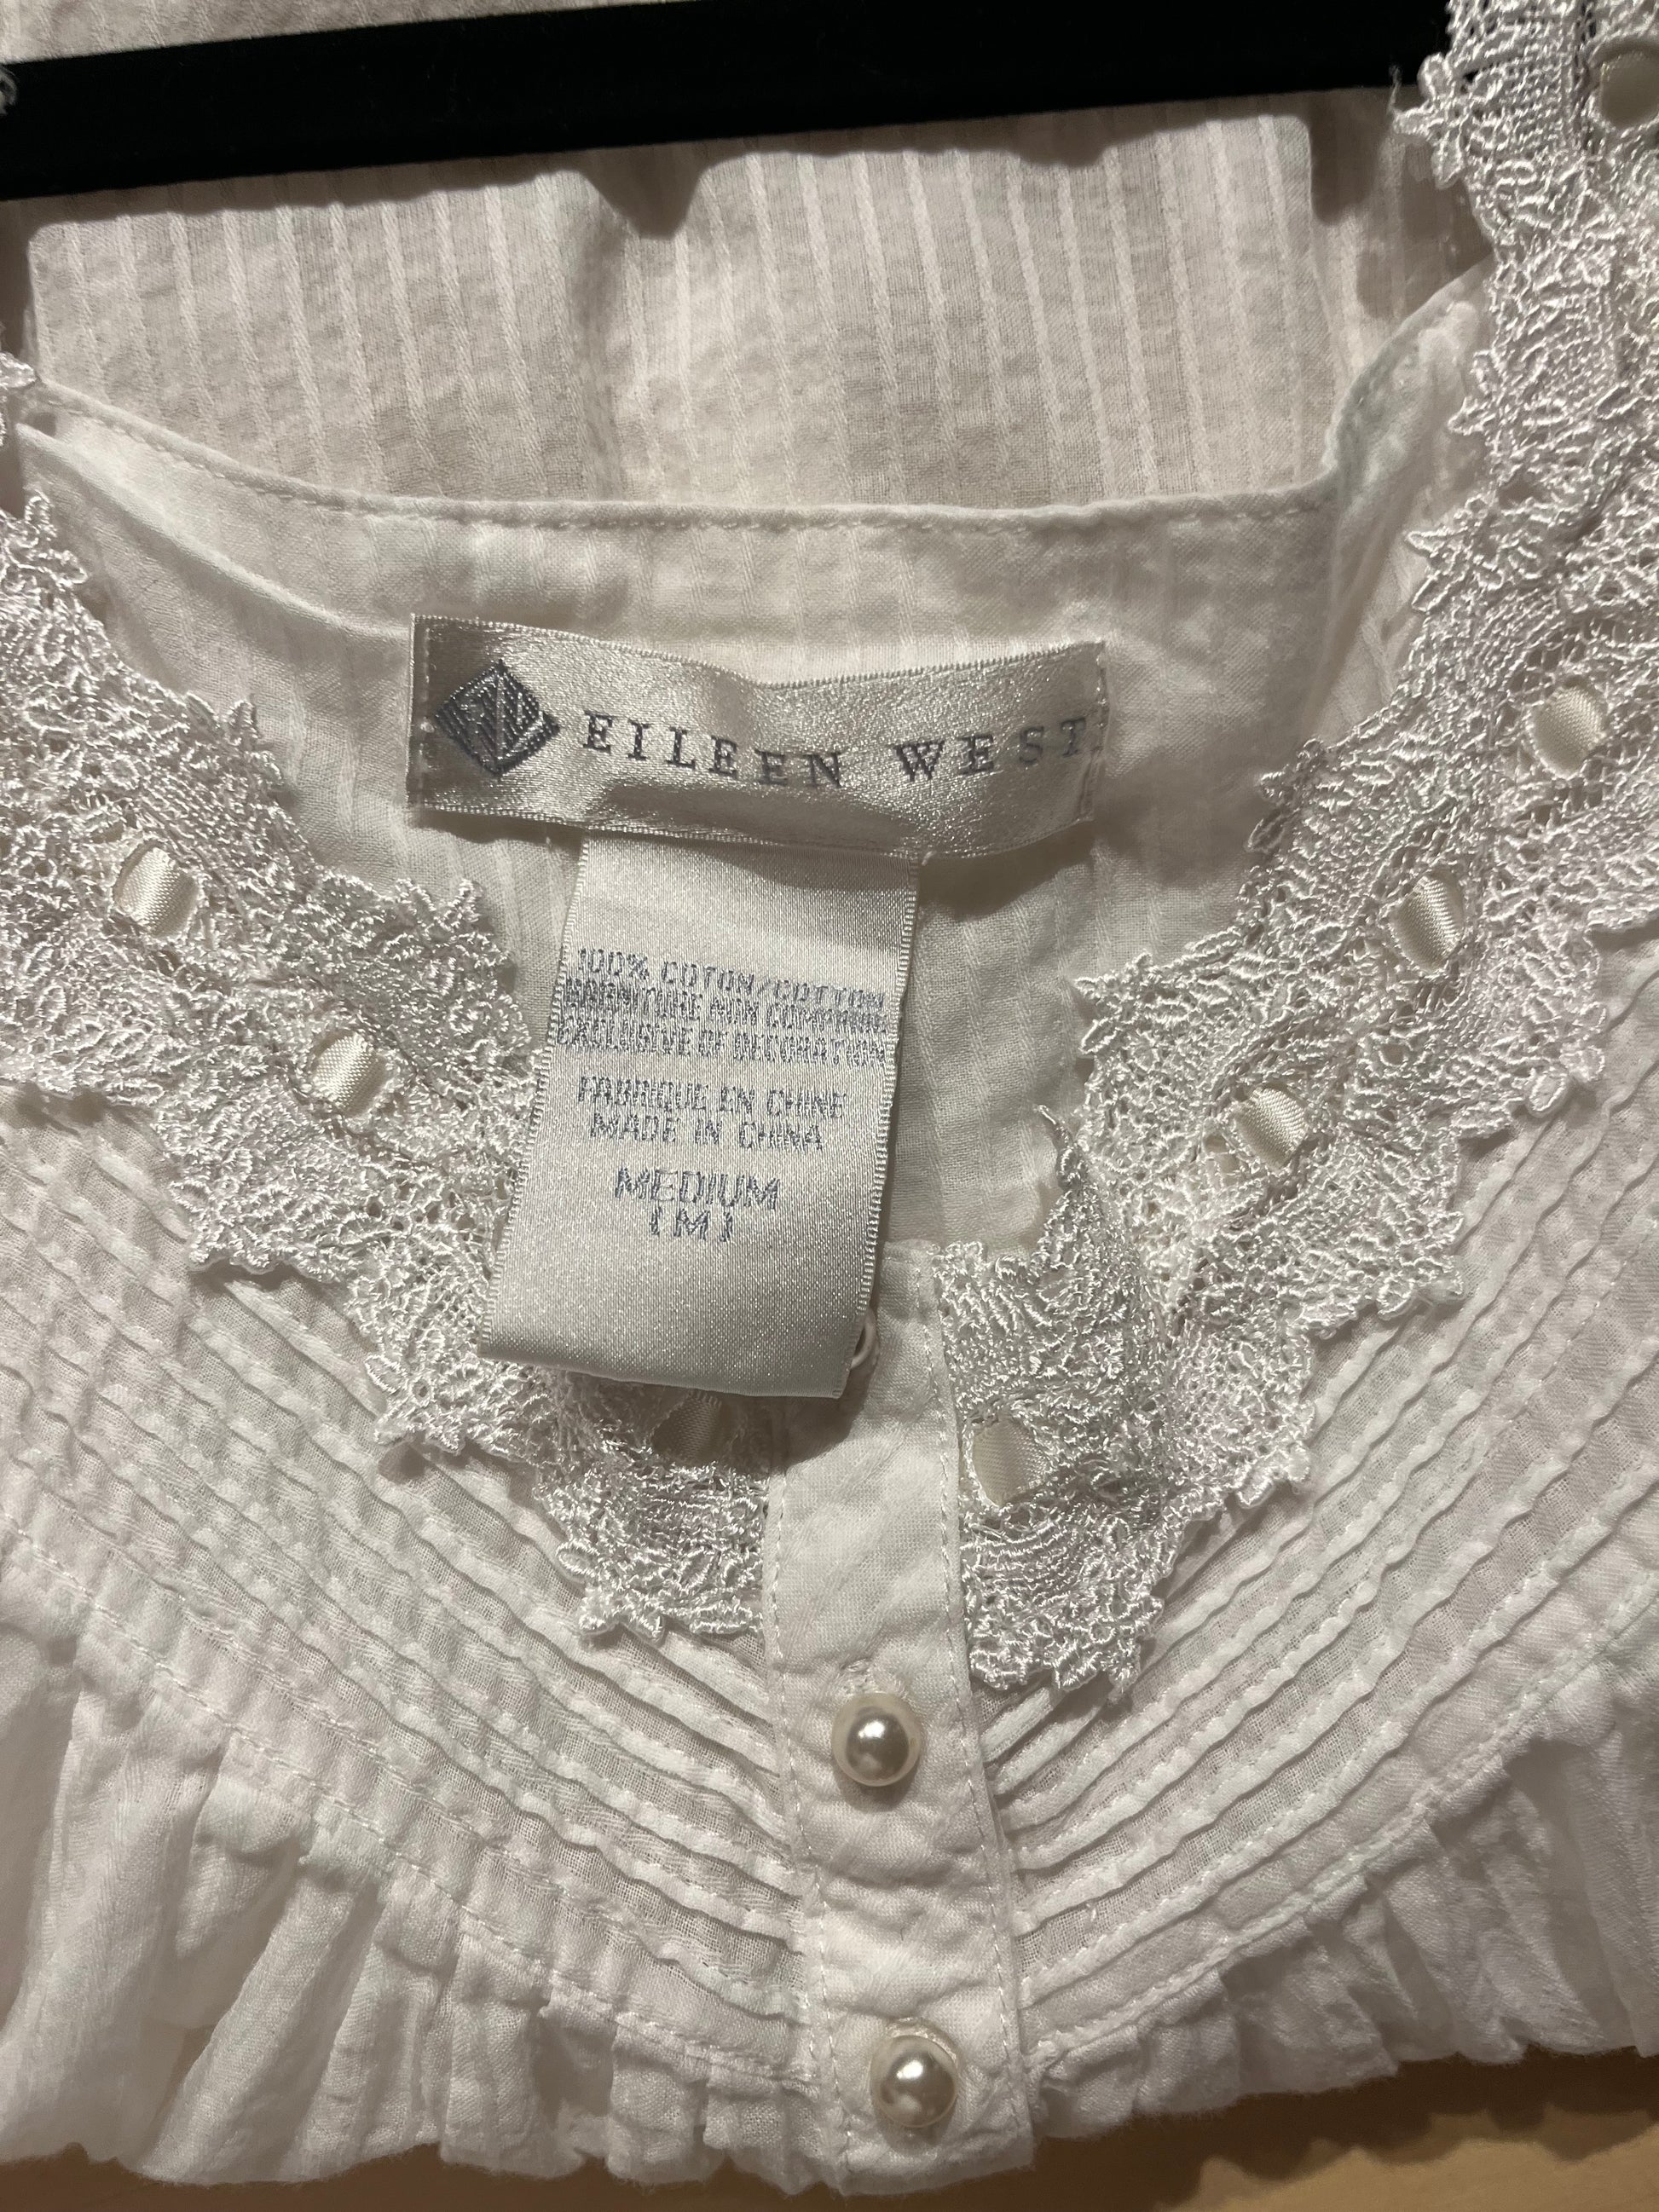 EILEEN WEST
100% COTON/COTTON
GARNITURE NON COMPRISE
EXCLUSIVE OF DECORATION
FABRIQUE EN CHINE
MADE IN CHINA
MEDIUM
(M)